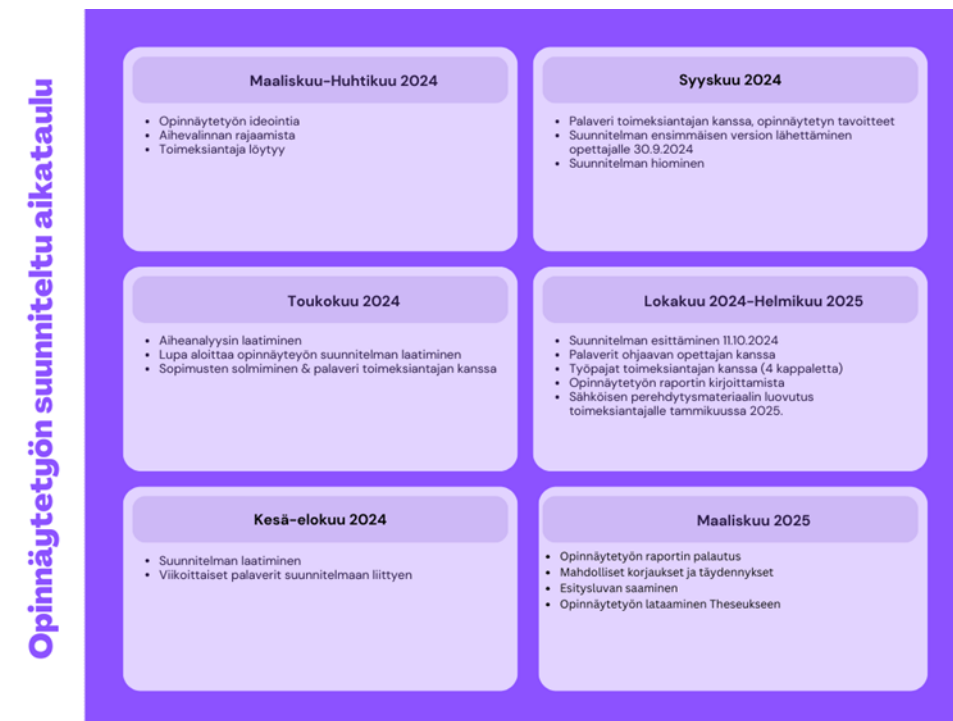 Opinnäytetyön suunniteltu aikataulu
Maaliskuu-Huhtikuu 2024
• Opinnäytetyön ideointia
• Aihevalinnan rajaamista
• Toimeksiantaja löytyy
Toukokuu 2024
• Aiheanalyysin laatiminen
• Lupa aloittaa opinnäyteyön suunnitelman laatiminen
• Sopimusten solmiminen & palaveri toimeksiantajan kanssa
Kesä-elokuu 2024
• Suunnitelman laatiminen
• Viikoittaiset palaverit suunnitelmaan liittyen
Syyskuu 2024
• Palaveri toimeksiantajan kanssa, opinnäytetyn tavoitteet
• Suunnitelman ensimmäisen version lähettäminen
opettajalle 30.9.2024
• Suunnitelman hiominen
Lokakuu 2024-Helmikuu 2025
• Suunnitelman esittäminen 11.10.2024
• Palaverit ohjaavan opettajan kanssa
• Työpajat toimeksiantajan kanssa (4 kappaletta)
• Opinnäytetyön raportin kirjoittamista
• Sähköisen perehdytysmateriaalin luovutus
toimeksiantajalle tammikuussa 2025.
Maaliskuu 2025
• Opinnäytetyön raportin palautus
• Mahdolliset korjaukset ja täydennykset
• Esitysluvan saaminen
• Opinnäytetyön lataaminen Theseukseen